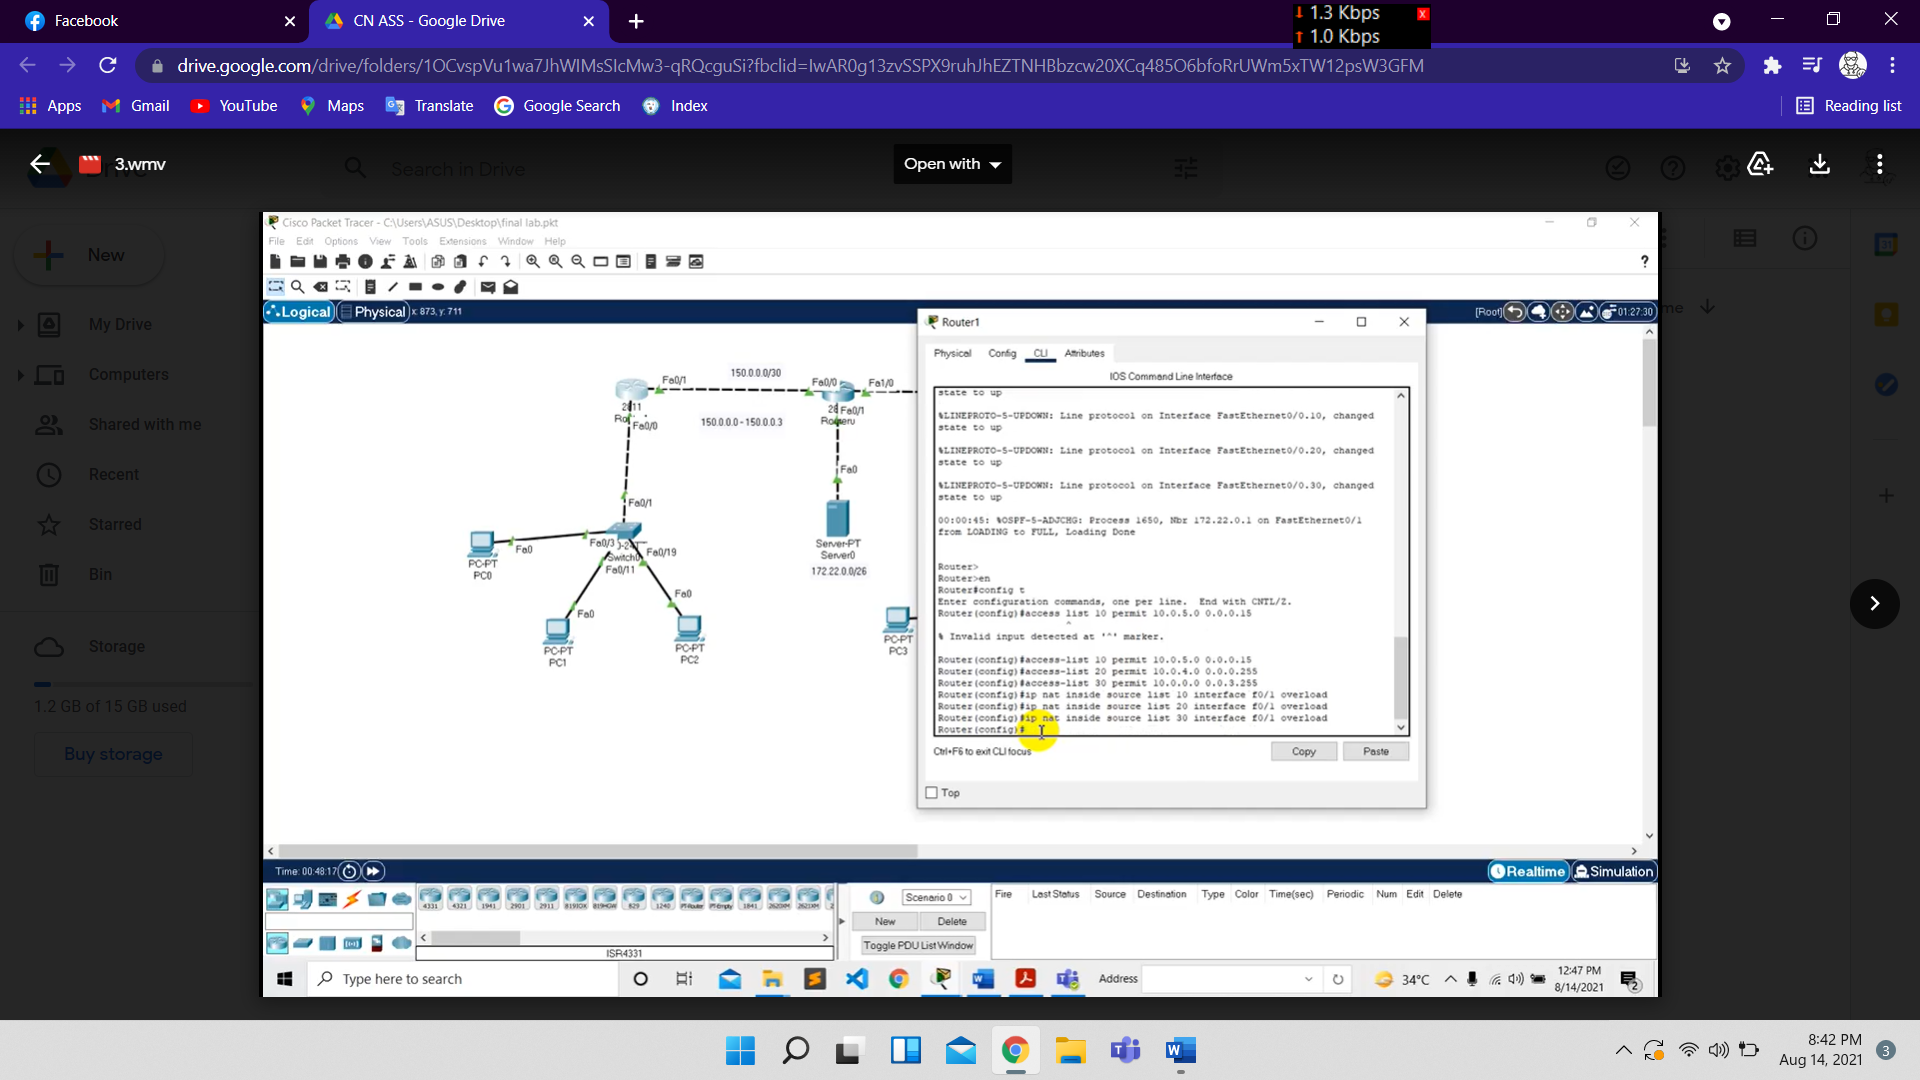 Facebook
CN ASS - Google Drive
1.3 Kbps
1.0 Kbps
drive.google.com/drive/folders/1OCvspVu1wa7JhWIMsSIcMw3-qRQcguSi?fbclid=IwAR0g13zvSSPX9ruhJhEZTNHBbzcw20XCq485O6bfoRrUWm5xTW12psW3GFM
Apps Gmail YouTube Maps Translate Google Search Index Reading list
3.wmv
Search in Drive
Open with
New
My Drive
Computers
Shared with me
Recent
Starred
Bin
Storage
1.2 GB of 15 GB used
Buy storage
Cisco Packet Tracer - C:\Users\ASUS\Desktop\final lab.pkt
File Edit Options View Tools Extensions Window Help
Logical Physical x: 873, y: 711
[Root] 01:27:30
150.0.0.0/30
Fa0/1
Fa0/0
Fa1/0
2811
Fa0/0
150.0.0.0 - 150.0.0.3
Fa0/1
Fa0
Fa0/1
Fa0
Fa0/3
Fa0/19
Switch0
Fa0/11
PC-PT
PC0
Server-PT
Server0
172.22.0.0/26
Fa0
Fa0
PC-PT
PC1
PC-PT
PC2
PC-PT
PC3
Router1
Physical Config CLI Attributes
IOS Command Line Interface
state to up
%LINEPROTO-5-UPDOWN: Line protocol on Interface FastEthernet0/0.10, changed
state to up
%LINEPROTO-5-UPDOWN: Line protocol on Interface FastEthernet0/0.20, changed
state to up
%LINEPROTO-5-UPDOWN: Line protocol on Interface FastEthernet0/0.30, changed
state to up
00:00:45: %OSPF-5-ADJCHG: Process 1650, Nbr 172.22.0.1 on FastEthernet0/1
from LOADING to FULL, Loading Done
Router>
Router>en
Router#config t
Enter configuration commands, one per line. End with CNTL/Z.
Router(config)#access list 10 permit 10.0.5.0 0.0.0.15
^
% Invalid input detected at '^' marker.
Router(config)#access-list 10 permit 10.0.5.0 0.0.0.15
Router(config)#access-list 20 permit 10.0.4.0 0.0.0.255
Router(config)#access-list 30 permit 10.0.0.0 0.0.3.255
Router(config)#ip nat inside source list 10 interface f0/1 overload
Router(config)#ip nat inside source list 20 interface f0/1 overload
Router(config)#ip nat inside source list 30 interface f0/1 overload
Router(config)#
Ctrl+F6 to exit CLI focus
Copy Paste
Top
Time: 00:48:17
Realtime Simulation
4331 4321 1941 2901 2911 819IOX 819HGW 829 1240 PT-Router PT-Empty 1841 2620XM 2621XM
ISR4331
Scenario 0
New Delete
Toggle PDU List Window
Fire Last Status Source Destination Type Color Time(sec) Periodic Num Edit Delete
Type here to search
Address
34°C
12:47 PM
8/14/2021
2
8:42 PM
Aug 14, 2021
3